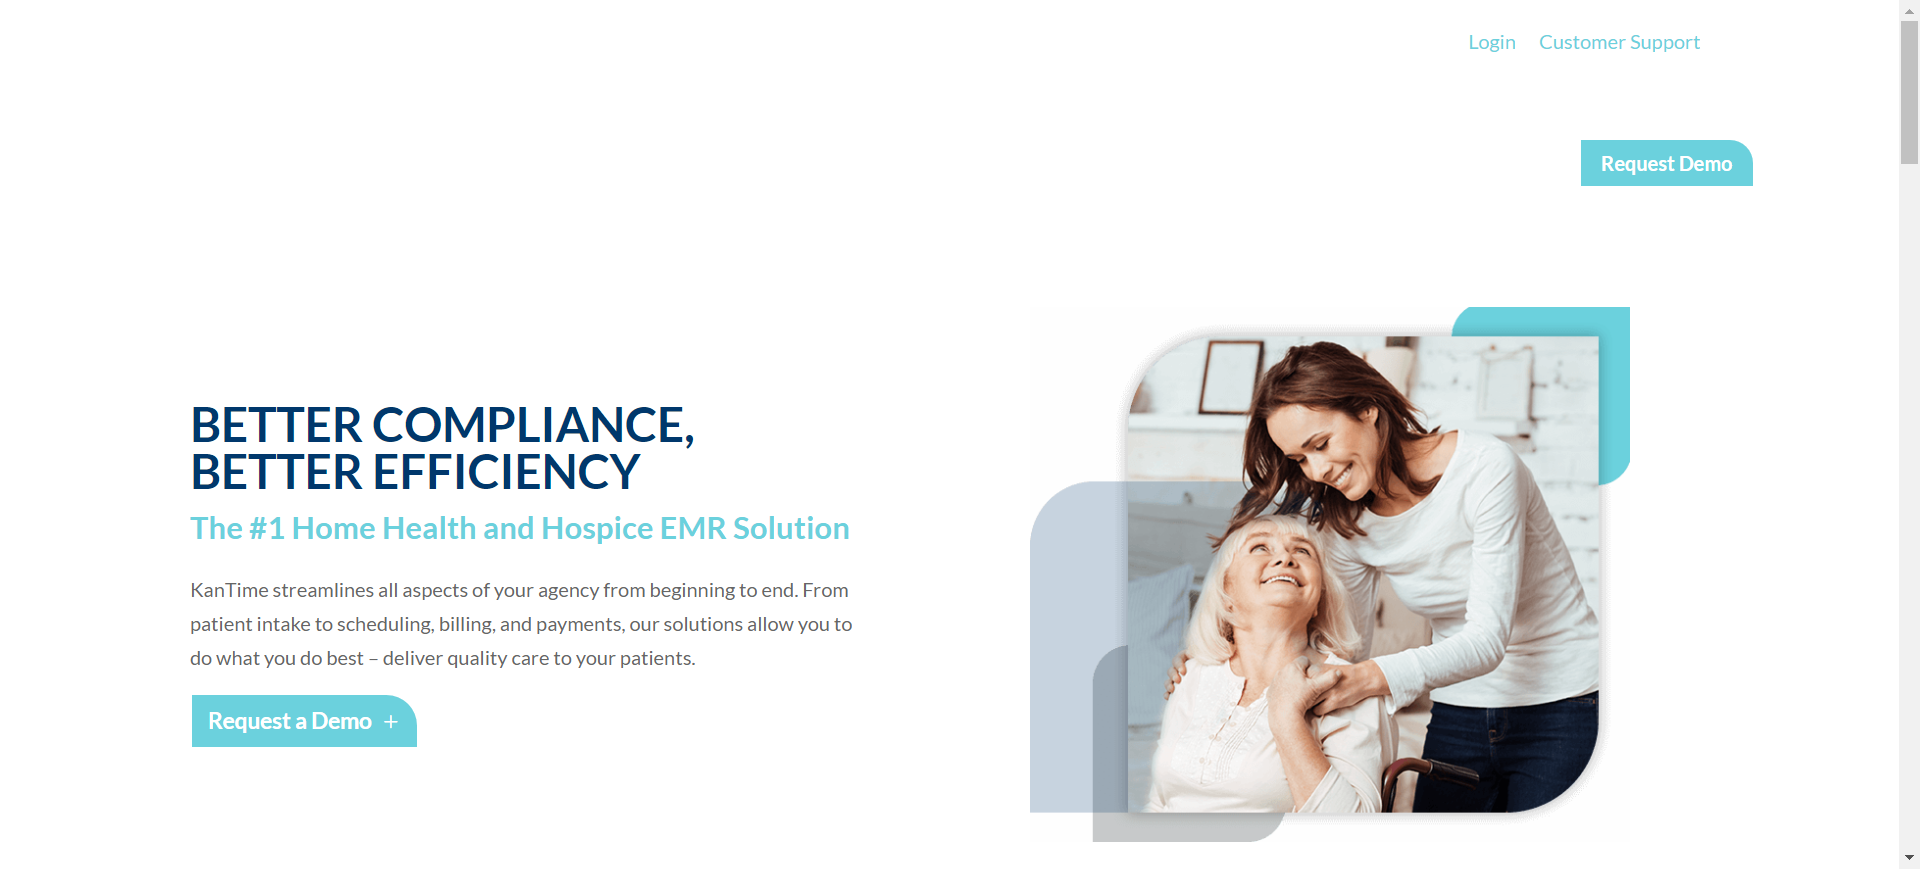 Login Customer Support
Request Demo
BETTER COMPLIANCE,
BETTER EFFICIENCY
The #1 Home Health and Hospice EMR Solution
KanTime streamlines all aspects of your agency from beginning to end. From
patient intake to scheduling, billing, and payments, our solutions allow you to
do what you do best – deliver quality care to your patients.
Request a Demo +